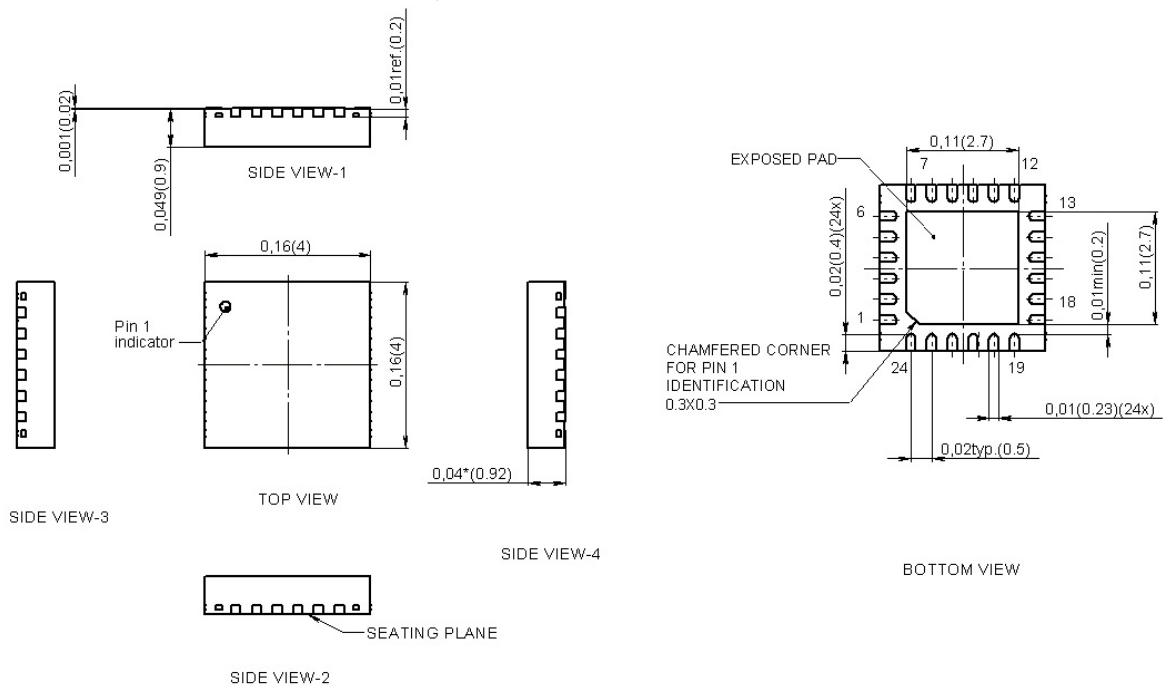 0,01ref.(0.2)
0,001(0.02)
0,049(0.9)
SIDE VIEW-1
0,16(4)
Pin 1
indicator
0,16(4)
TOP VIEW
SIDE VIEW-3
0,04*(0.92)
SIDE VIEW-4
SEATING PLANE
SIDE VIEW-2
0,11(2.7)
EXPOSED PAD
7
12
6
13
0,02(0.4)(24x)
0,01min(0.2)
0,11(2.7)
1
18
24
19
CHAMFERED CORNER
FOR PIN 1
IDENTIFICATION
0.3X0.3
0,01(0.23)(24x)
0,02typ.(0.5)
BOTTOM VIEW